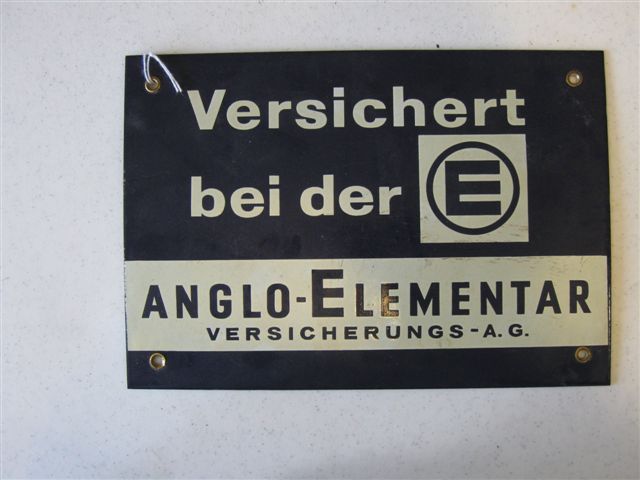 Versichert
bei der E
ANGLO-ELEMENTAR
VERSICHERUNGS-A.G.